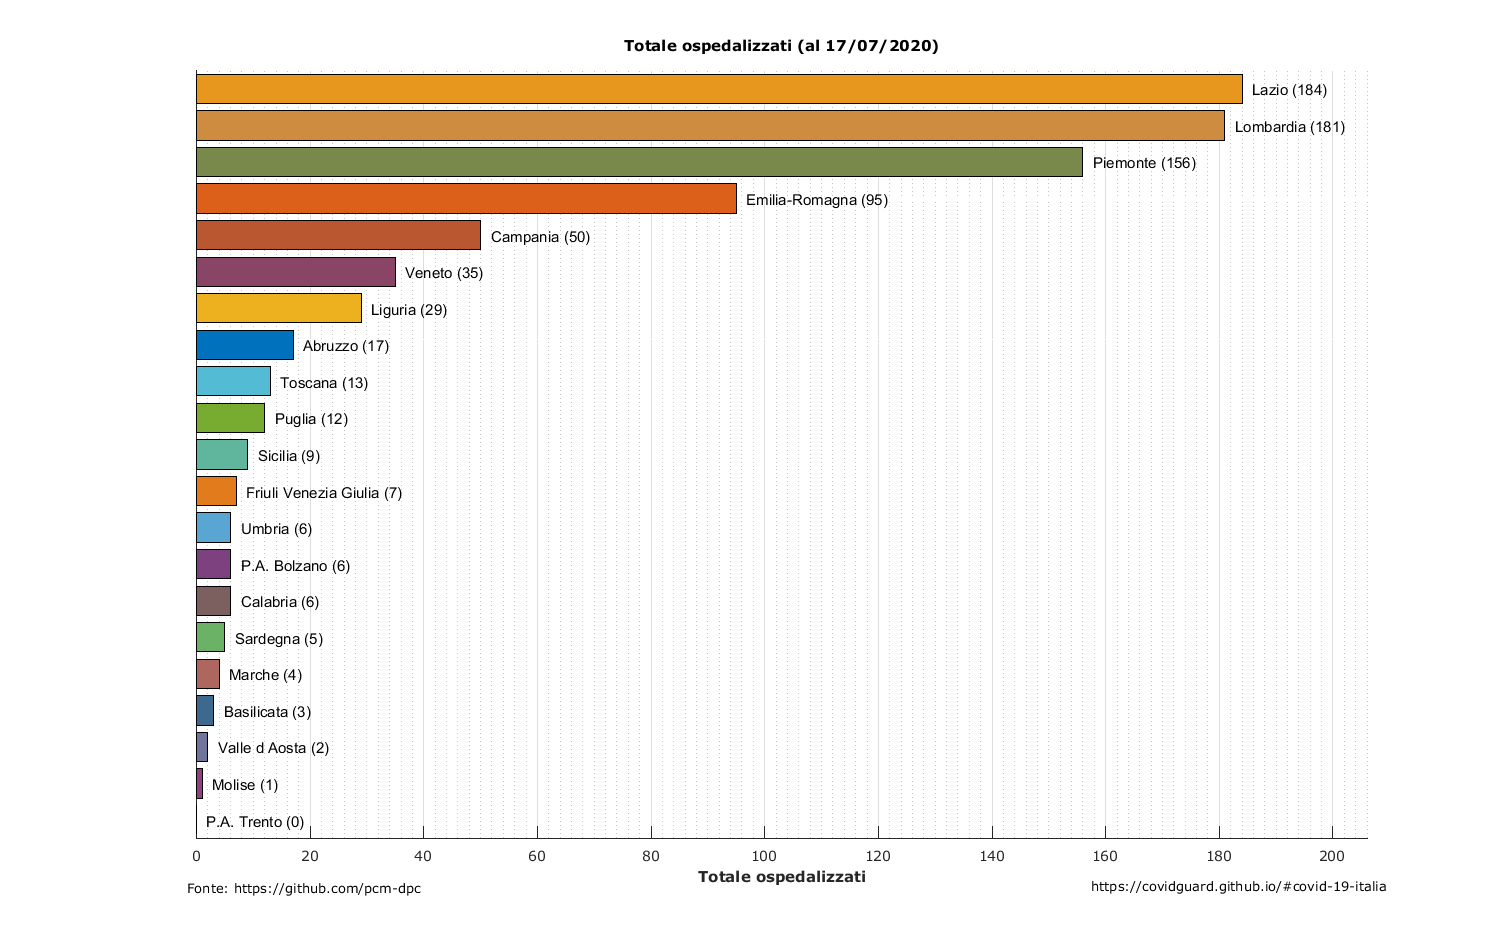 Totale ospedalizzati (al 17/07/2020)
Lazio (184)
Lombardia (181)
Piemonte (156)
Emilia-Romagna (95)
Campania (50)
Veneto (35)
Liguria (29)
Abruzzo (17)
Toscana (13)
Puglia (12)
Sicilia (9)
Friuli Venezia Giulia (7)
Umbria (6)
P.A. Bolzano (6)
Calabria (6)
Sardegna (5)
Marche (4)
Basilicata (3)
Valle d Aosta (2)
Molise (1)
P.A. Trento (0)
0 20 40 60 80 100 120 140 160 180 200
Totale ospedalizzati
Fonte: https://github.com/pcm-dpc
https://covidguard.github.io/#covid-19-italia